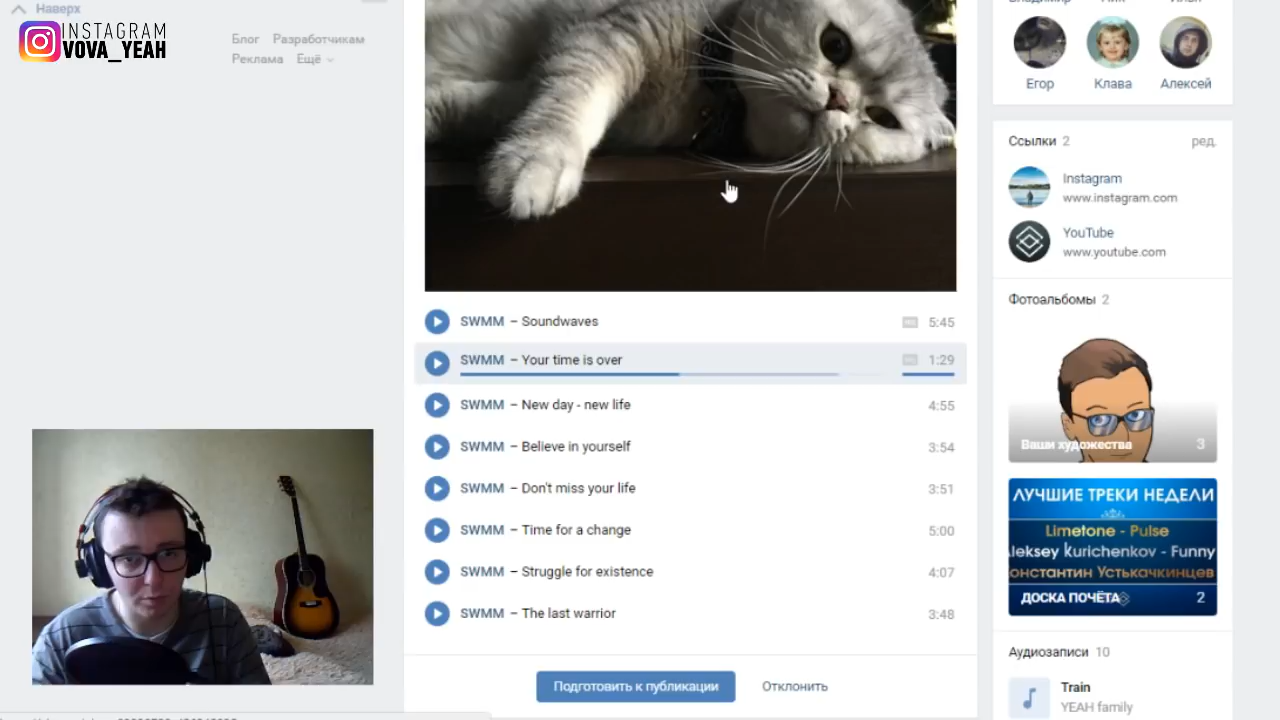 Наверх
INSTAGRAM
VOVA_YEAH
Блог Разработчикам
Реклама Ещё
SWMM – Soundwaves 5:45
SWMM – Your time is over 1:29
SWMM – New day - new life 4:55
SWMM – Believe in yourself 3:54
SWMM – Don't miss your life 3:51
SWMM – Time for a change 5:00
SWMM – Struggle for existence 4:07
SWMM – The last warrior 3:48
Подготовить к публикации Отклонить
Егор Клава Алексей
Ссылки 2 ред.
Instagram
www.instagram.com
YouTube
www.youtube.com
Фотоальбомы 2
Ваши художества 3
ЛУЧШИЕ ТРЕКИ НЕДЕЛИ
Limetone - Pulse
leksey kurichenkov - Funny
онстантин Устькачкинцев
ДОСКА ПОЧЁТА 2
Аудиозаписи 10
Train
YEAH family